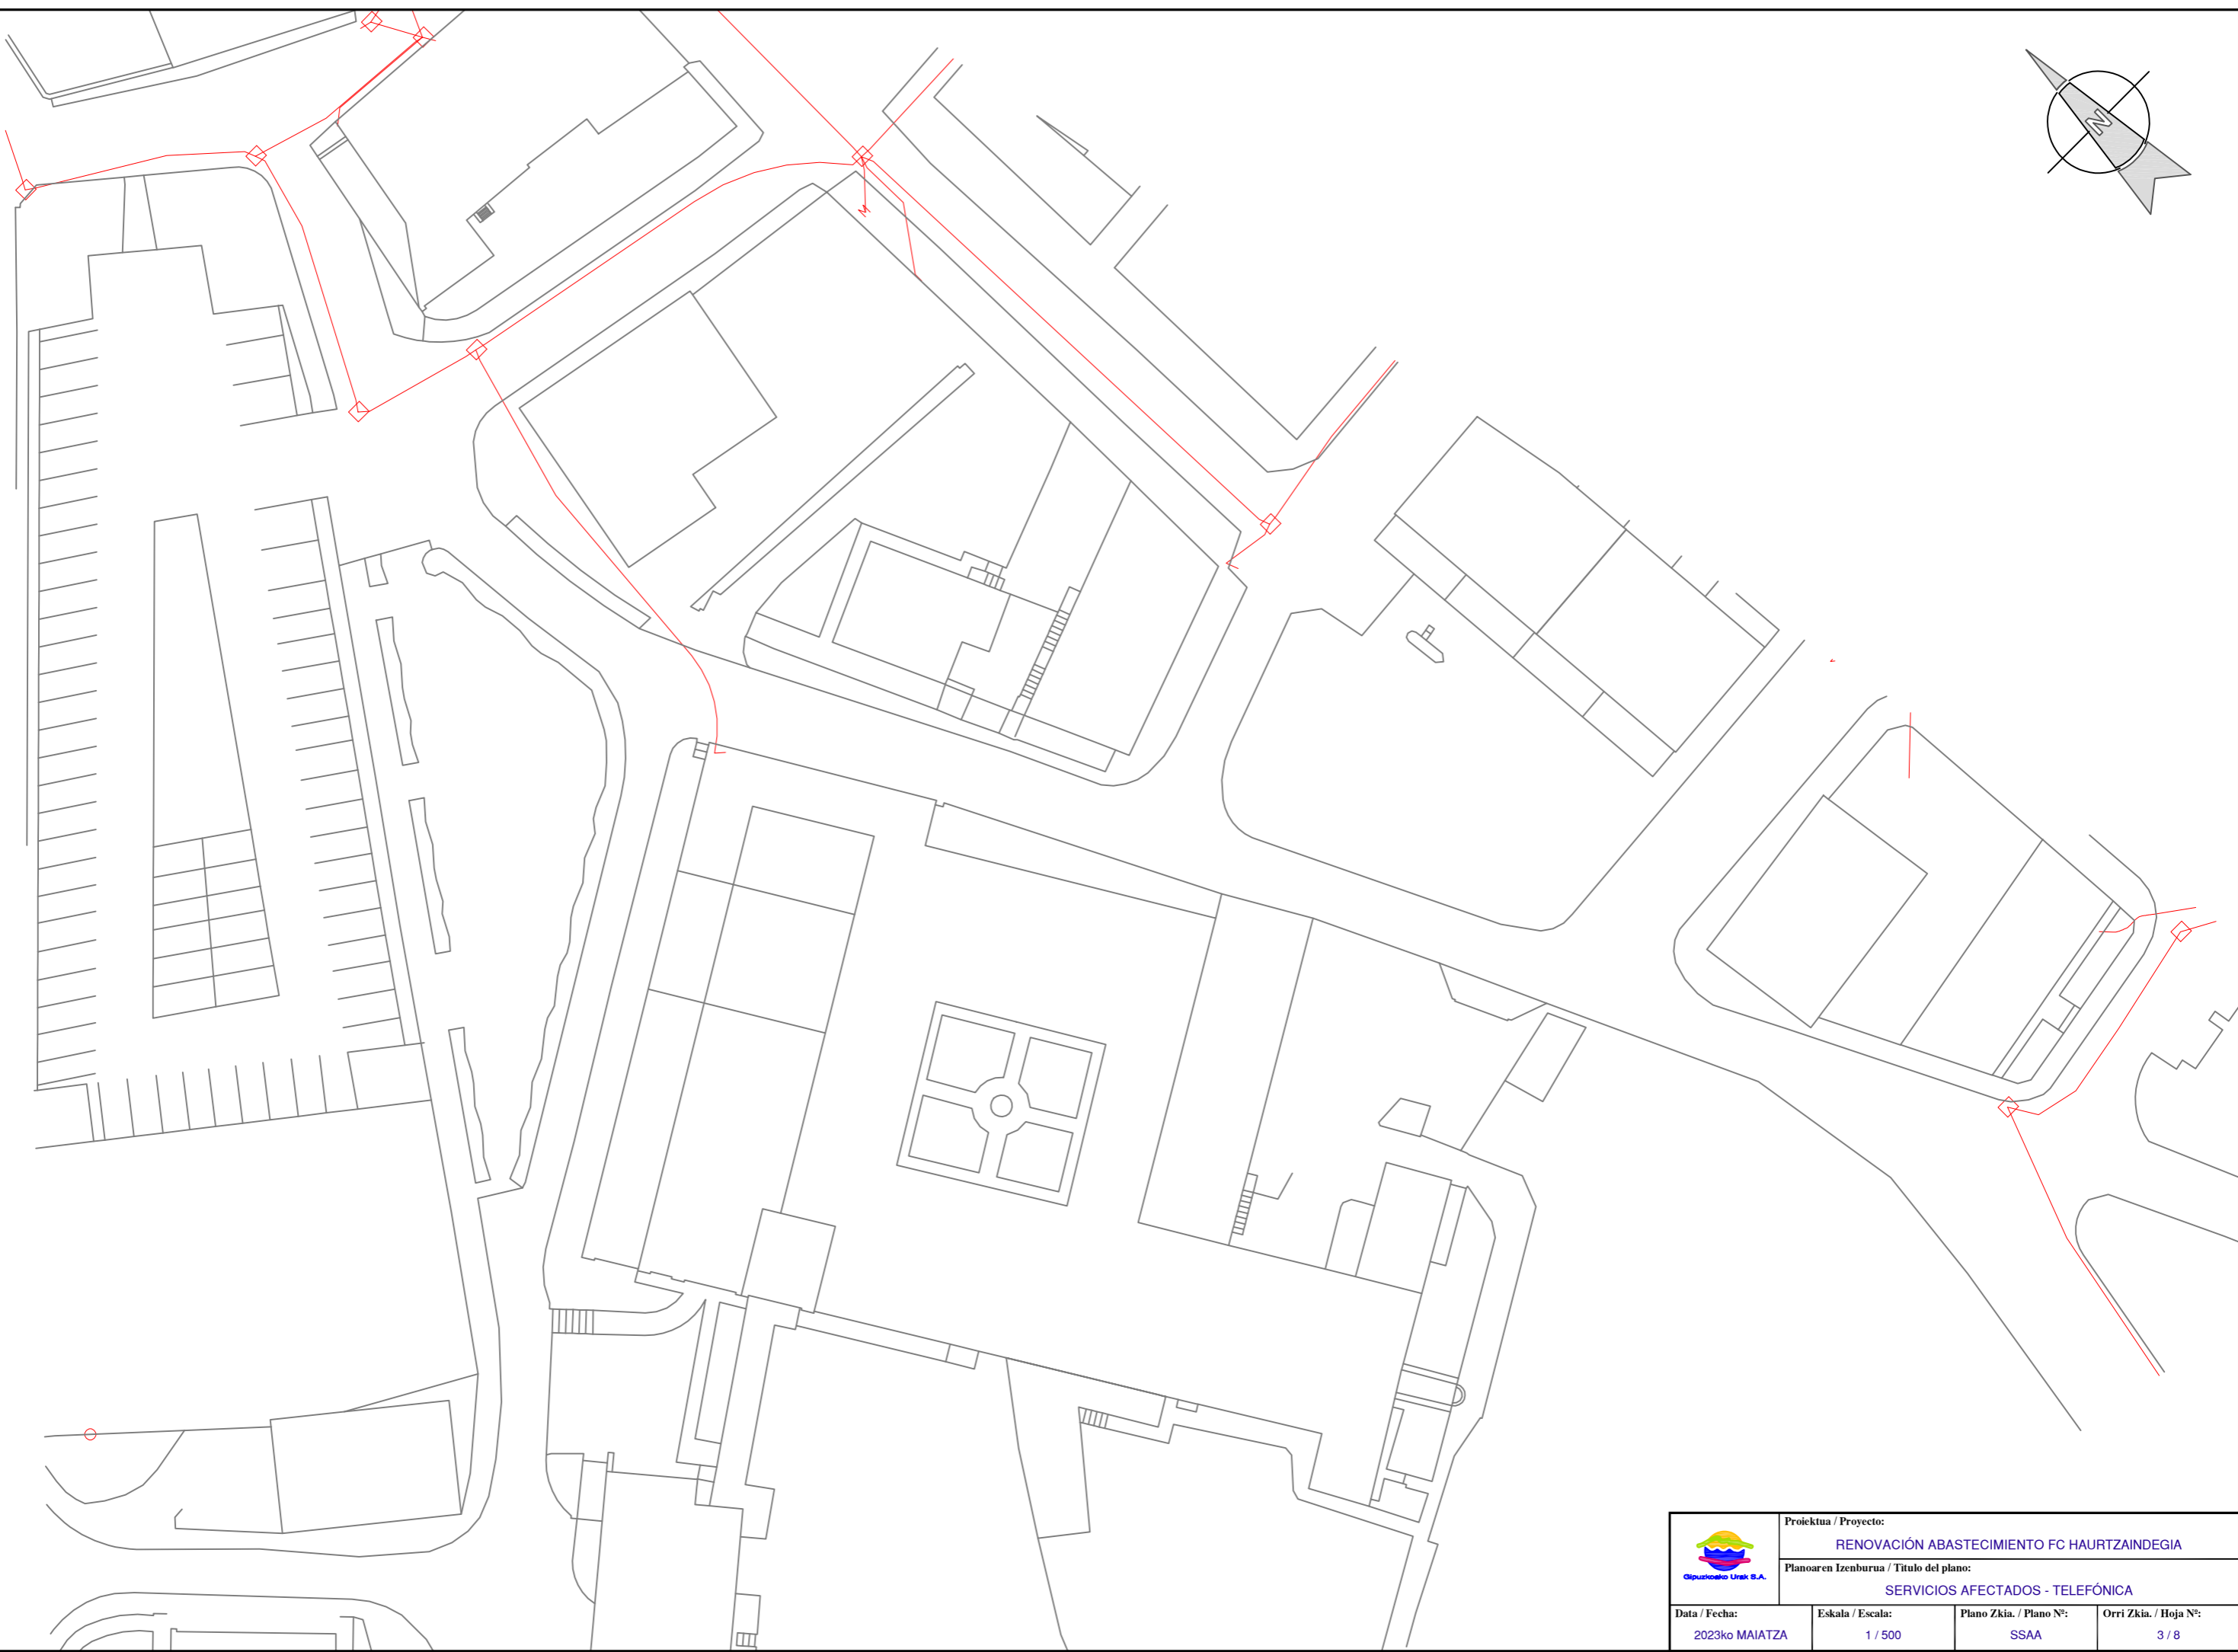 N
M
Gipuzkoako Urak S.A.
Proiektua / Proyecto:
RENOVACIÓN ABASTECIMIENTO FC HAURTZAINDEGIA
Planoaren Izenburua / Titulo del plano:
SERVICIOS AFECTADOS - TELEFÓNICA
Data / Fecha:
2023ko MAIATZA
Eskala / Escala:
1 / 500
Plano Zkia. / Plano Nº:
SSAA
Orri Zkia. / Hoja Nº:
3 / 8